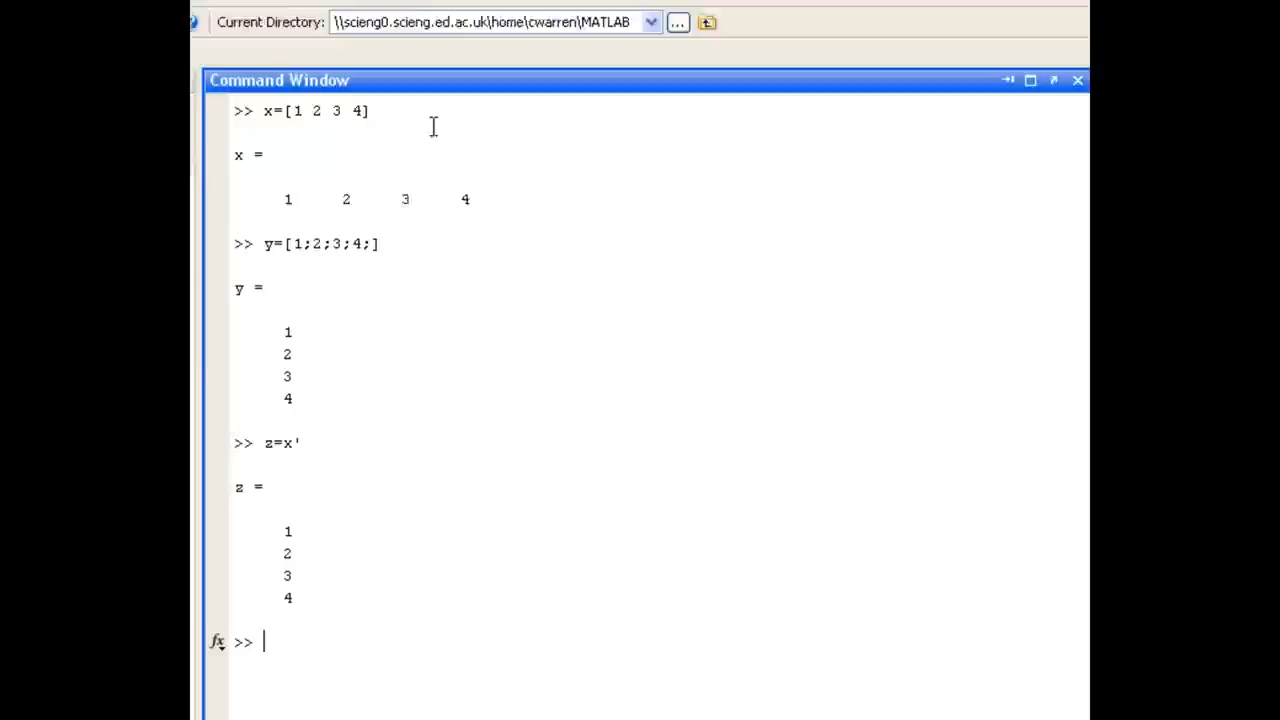 Current Directory: \\scieng0.scieng.ed.ac.uk\home\cwarren\MATLAB ...
Command Window
>> x=[1 2 3 4]
x =
1 2 3 4
>> y=[1;2;3;4;]
y =
1
2
3
4
>> z=x'
z =
1
2
3
4
fx >>